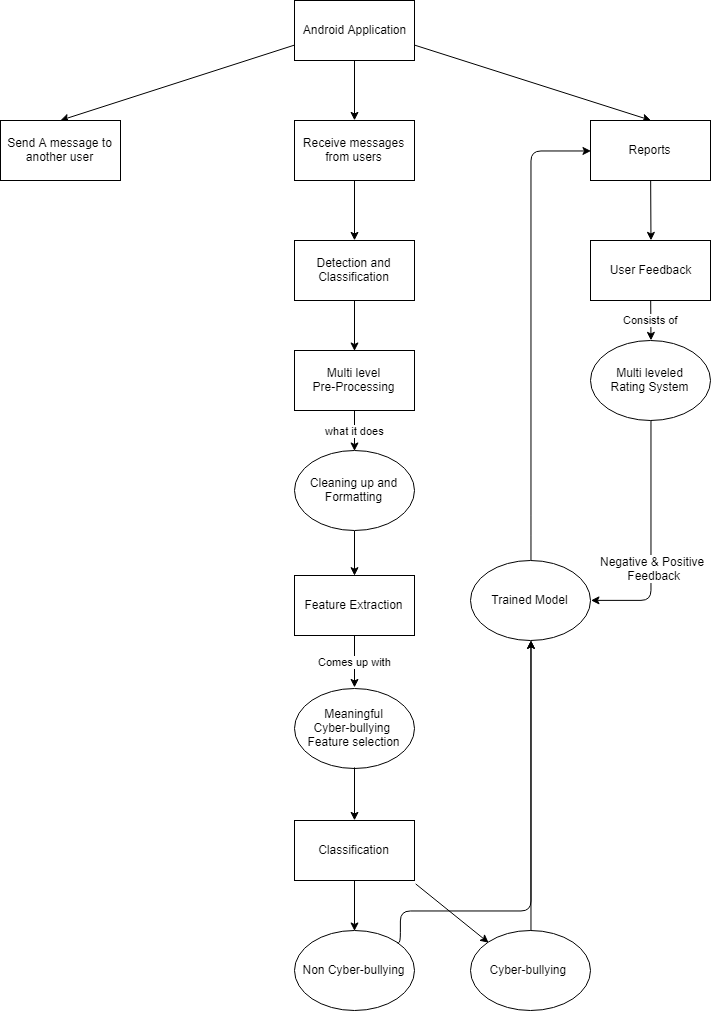 Android Application
Send A message to
another user
Receive messages
from users
Reports
Detection and
Classification
User Feedback
Consists of
Multi level
Pre-Processing
Multi leveled
Rating System
what it does
Cleaning up and
Formatting
Negative & Positive
Feedback
Feature Extraction
Trained Model
Comes up with
Meaningful
Cyber-bullying
Feature selection
Classification
Non Cyber-bullying
Cyber-bullying